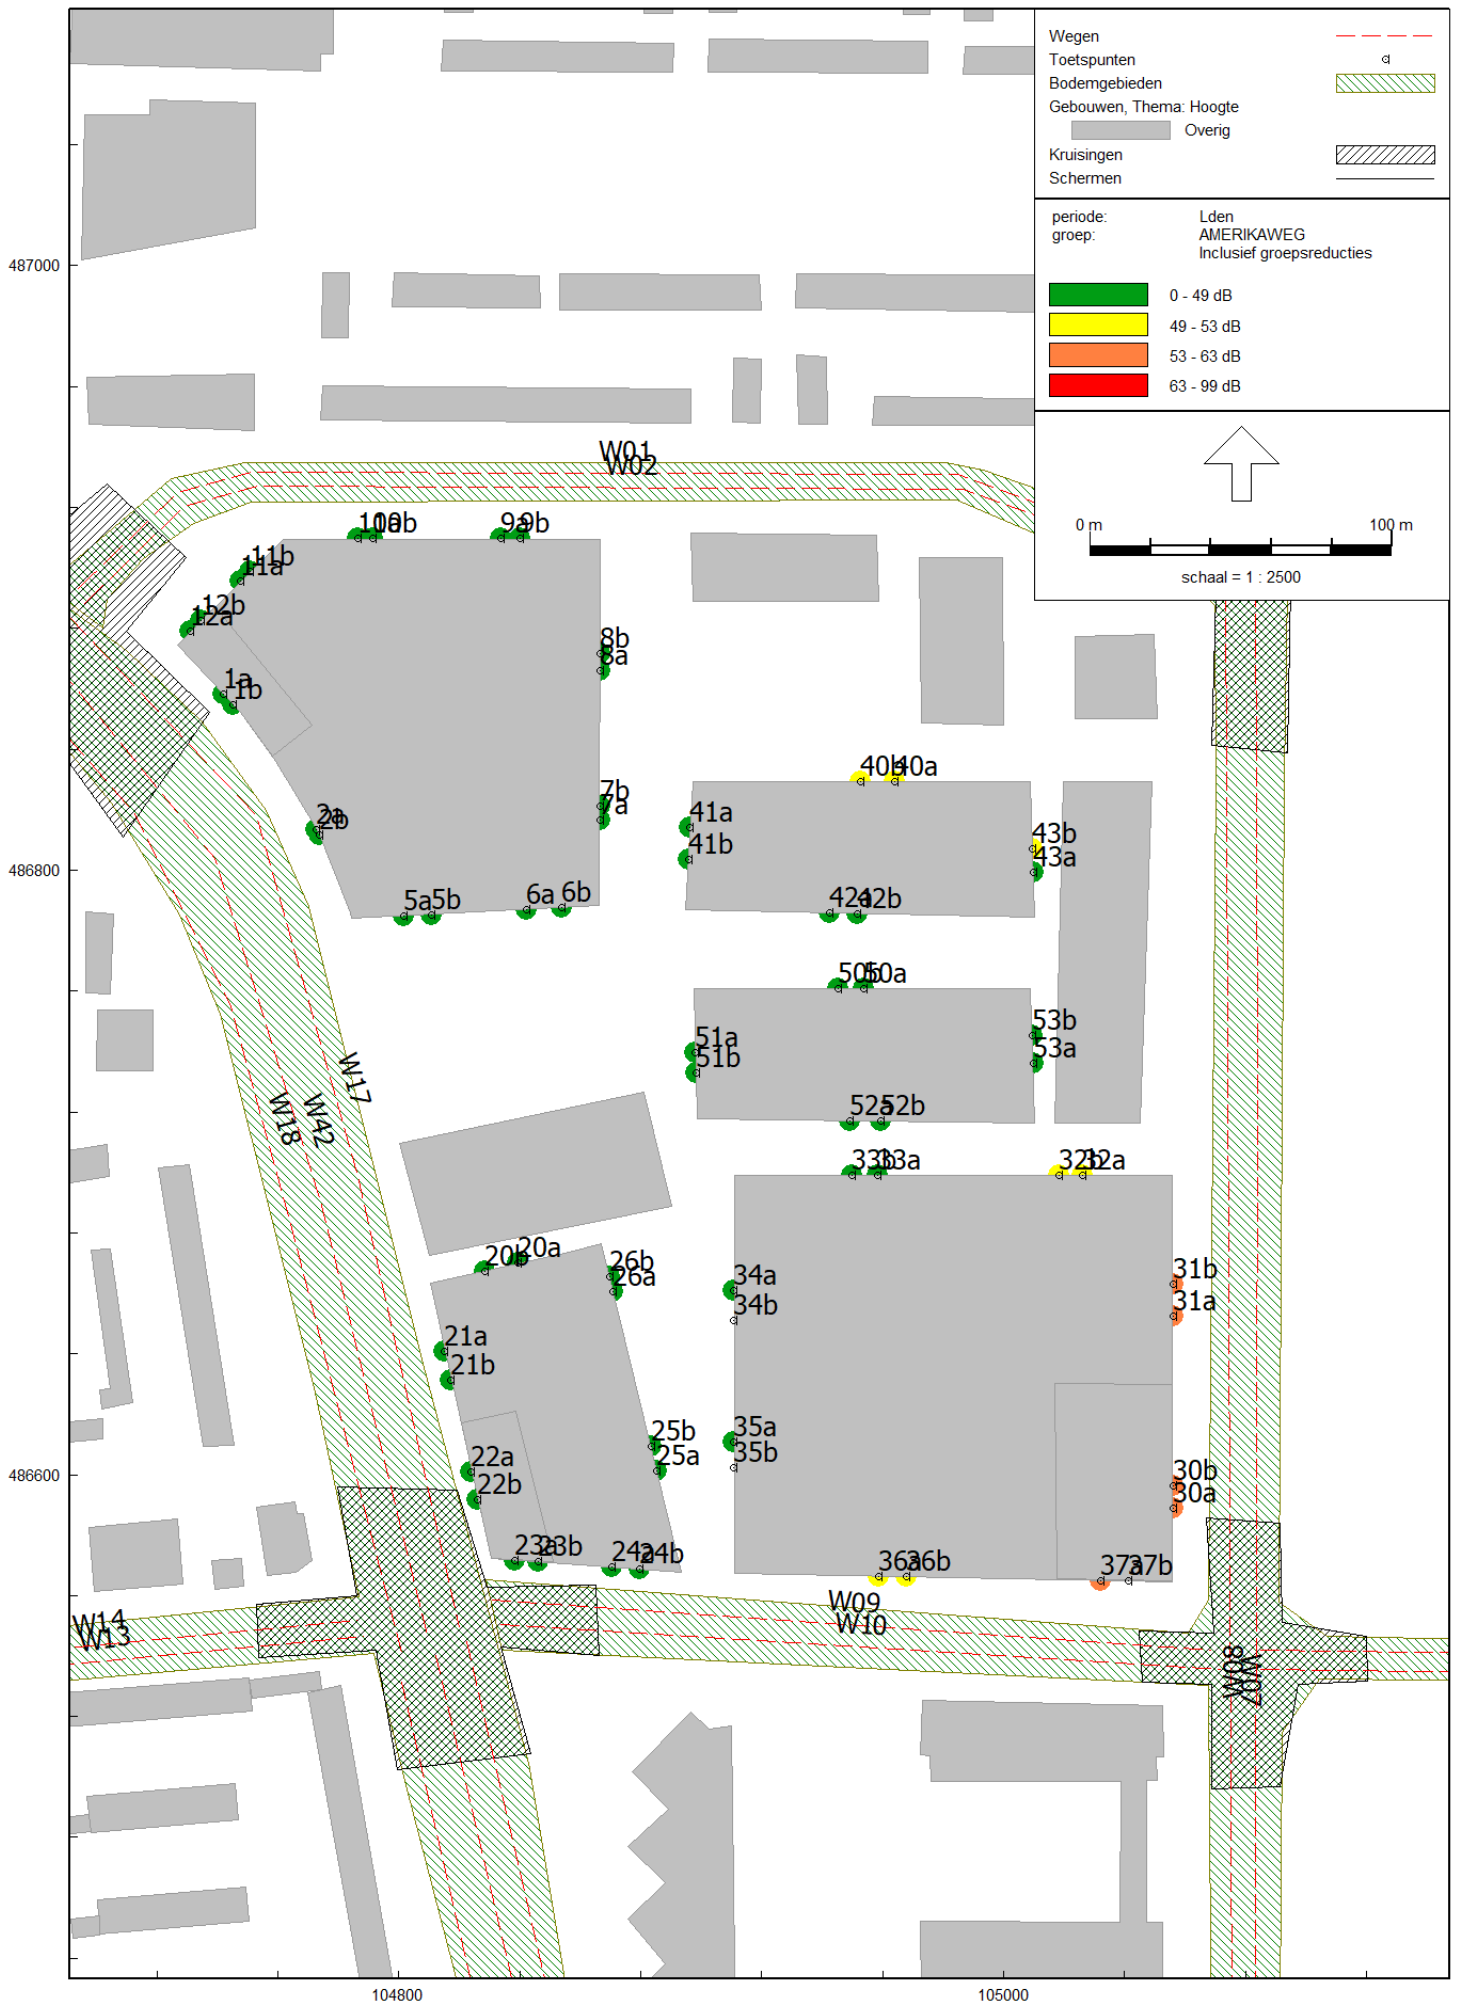 Wegen
Toetspunten
Bodemgebieden
Gebouwen, Thema: Hoogte
Overig
Kruisingen
Schermen
periode: Lden
groep: AMERIKAWEG
Inclusief groepsreducties
0 - 49 dB
49 - 53 dB
53 - 63 dB
63 - 99 dB
0 m 100 m
schaal = 1 : 2500
487000
W01
W02
10a 10b 9a 9b
11b
11a
12b
12a
8b
8a
1a
1b
40b 40a
7b
7a
2a
2b
41a
43b
41b
43a
486800
5a 5b 6a 6b
42a 42b
50b 50a
53b
51a
53a
51b
W17
W18 W42
52a 52b
33b 33a 32b 32a
20b 20a
26b
26a
34a
31b
34b
31a
21a
21b
25b
35a
25a
35b
22a
486600
22b
30b
30a
23a 23b 24a 24b
36a 36b 37a 37b
W14
W13
W09
W10
W08 W07
104800 105000